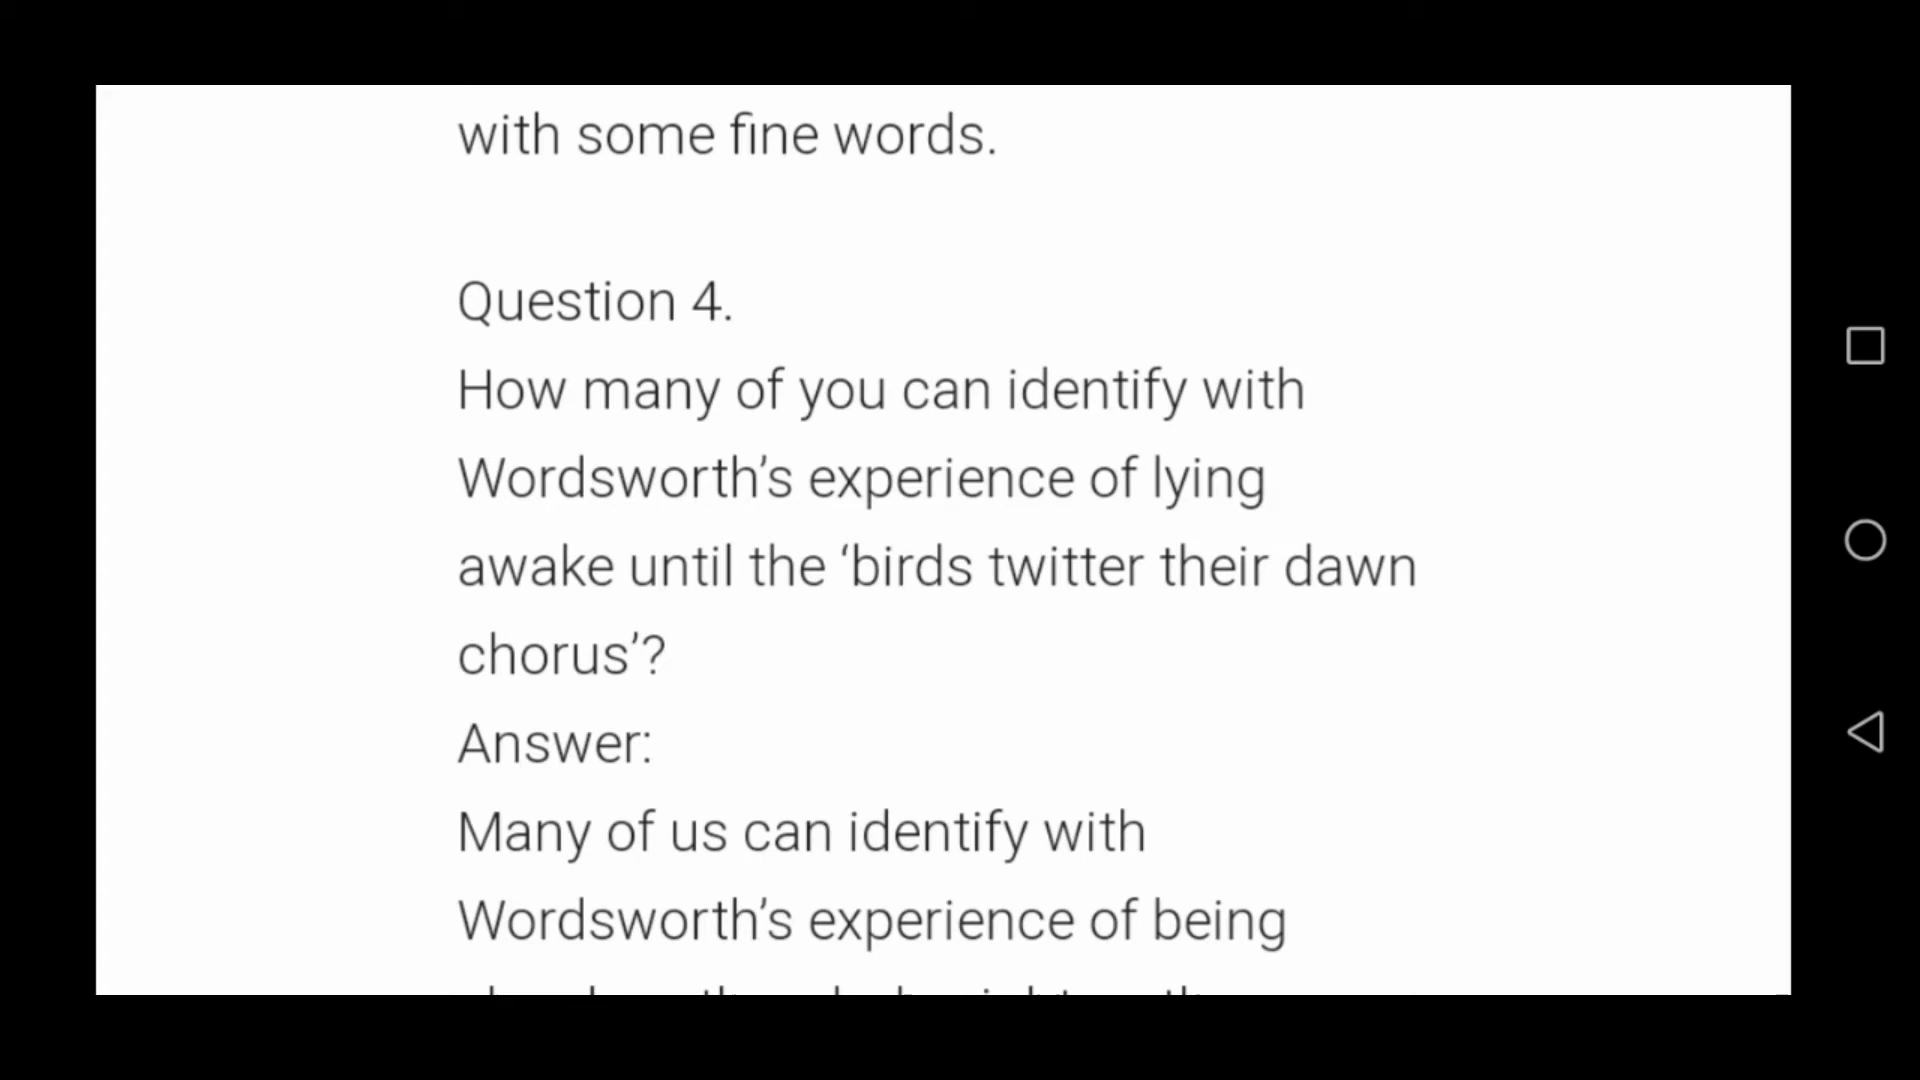 with some fine words.
Question 4.
How many of you can identify with
Wordsworth’s experience of lying
awake until the ‘birds twitter their dawn
chorus’?
Answer:
Many of us can identify with
Wordsworth’s experience of being